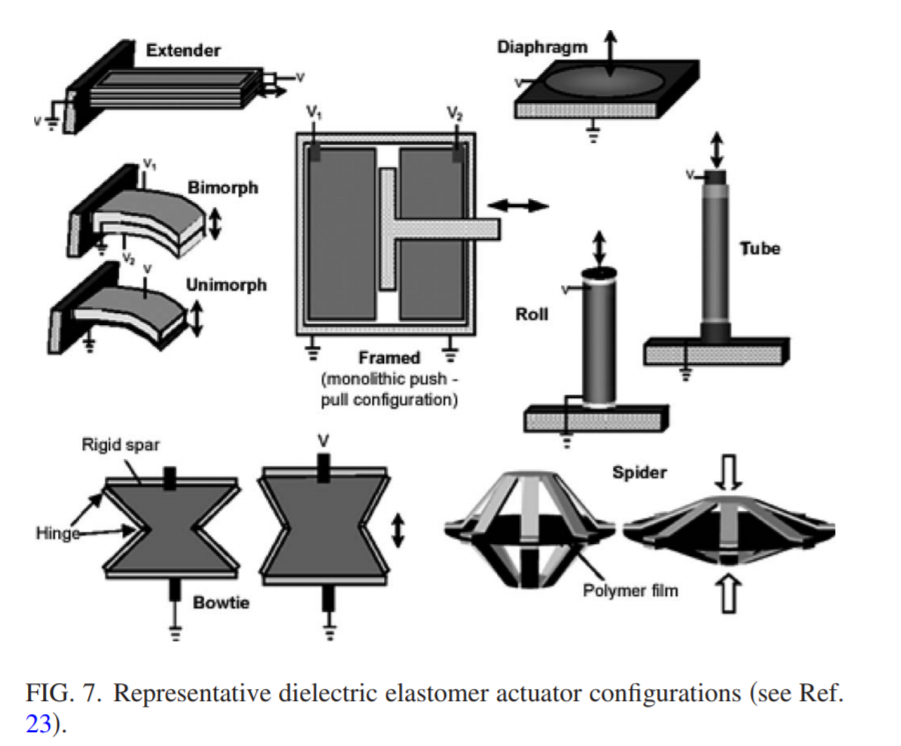 Extender
V
V
Diaphragm
V
V₁
V₂
V₁
Bimorph
V₂
V
Unimorph
V
Tube
V
Roll
Framed
(monolithic push -
pull configuration)
Rigid spar
V
Hinge
Bowtie
Spider
Polymer film
FIG. 7. Representative dielectric elastomer actuator configurations (see Ref.
23).